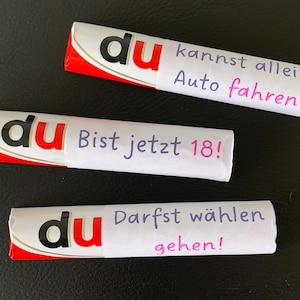 du kannst allei
Auto fahren
du Bist jetzt 18!
du Darfst wählen
gehen!